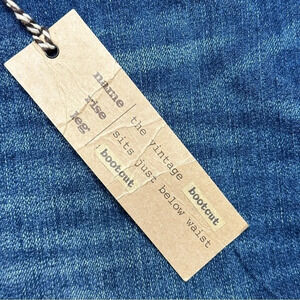 name | the vintage bootcut
rise | sits just below waist
leg | bootcut